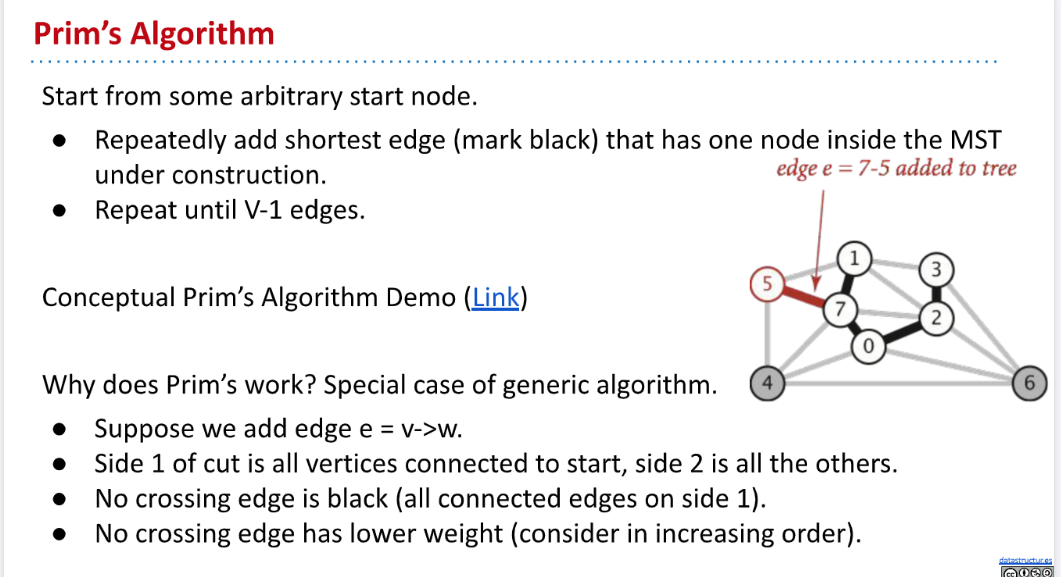 Prim's Algorithm
Start from some arbitrary start node.
● Repeatedly add shortest edge (mark black) that has one node inside the MST
under construction.
edge e = 7-5 added to tree
● Repeat until V-1 edges.
Conceptual Prim's Algorithm Demo (Link)
1
3
5
7
2
0
4
6
Why does Prim's work? Special case of generic algorithm.
● Suppose we add edge e = v->w.
● Side 1 of cut is all vertices connected to start, side 2 is all the others.
● No crossing edge is black (all connected edges on side 1).
● No crossing edge has lower weight (consider in increasing order).
datastructur.es